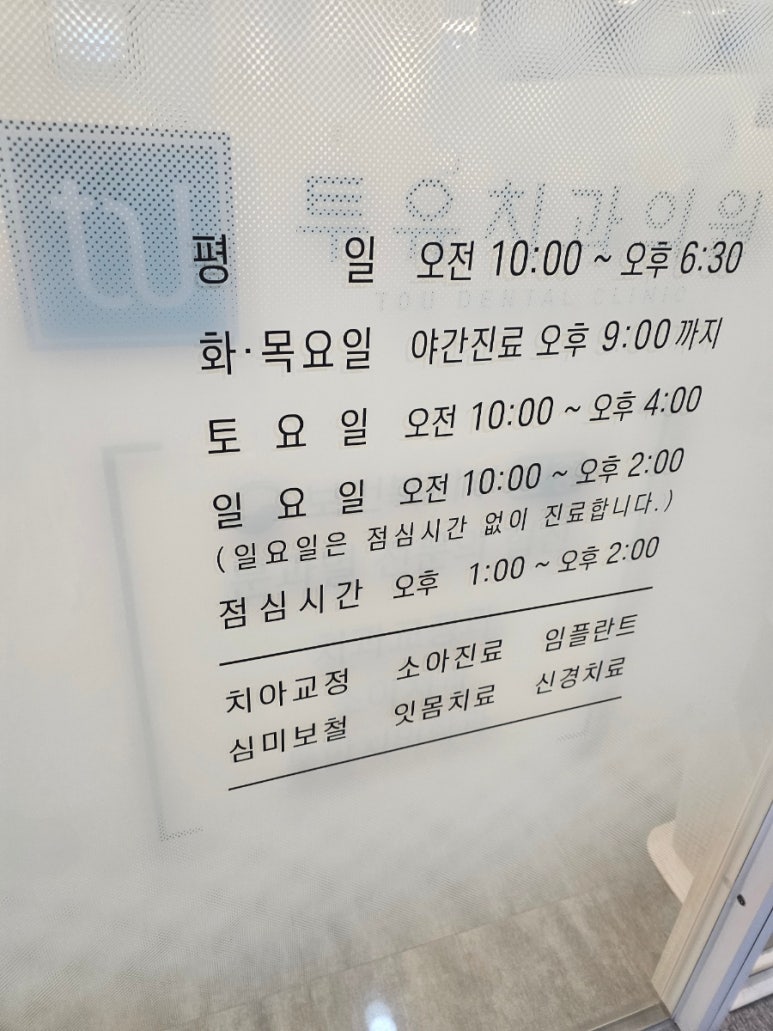 tu
투유치과의원
TOU DENTAL CLINIC
평 일 오전 10:00 ~ 오후 6:30
화·목요일 야간진료 오후 9:00까지
토 요 일 오전 10:00 ~ 오후 4:00
일 요 일 오전 10:00 ~ 오후 2:00
(일요일은 점심시간 없이 진료합니다.)
점심시간 오후 1:00 ~ 오후 2:00
치아교정 소아진료 임플란트
심미보철 잇몸치료 신경치료